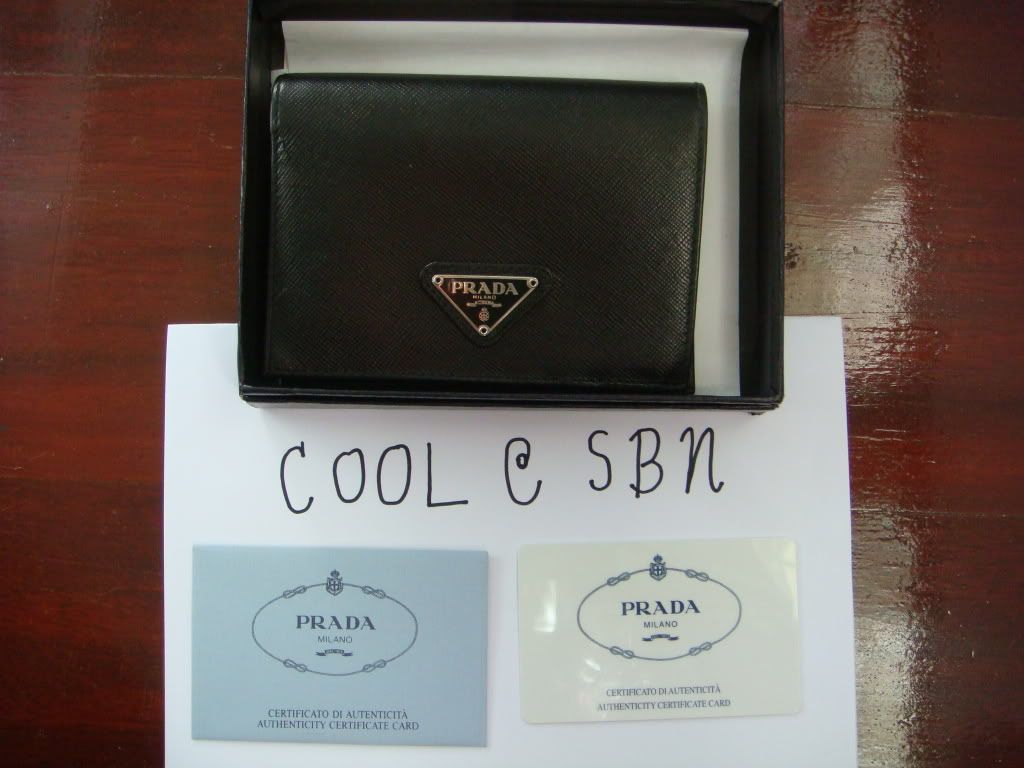 PRADA
MILANO
COOL @ SBN
PRADA
MILANO
CERTIFICATO DI AUTENTICITÀ
AUTHENTICITY CERTIFICATE CARD
PRADA
MILANO
CERTIFICATO DI AUTENTICITÀ
AUTHENTICITY CERTIFICATE CARD